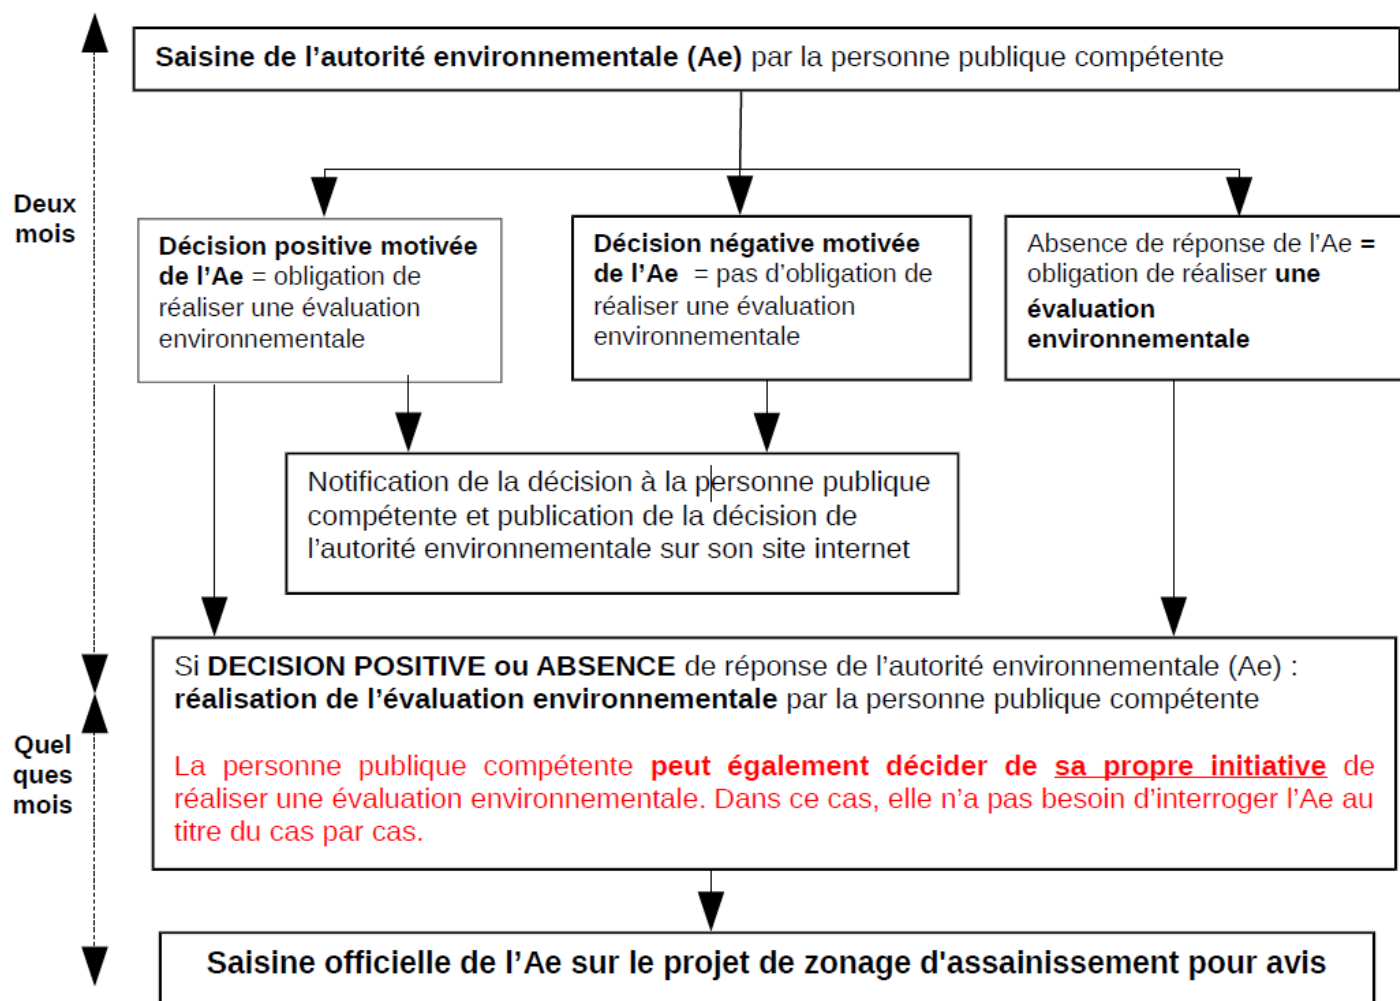 Saisine de l’autorité environnementale (Ae) par la personne publique compétente
Deux
mois
Décision positive motivée
de l’Ae = obligation de
réaliser une évaluation
environnementale
Décision négative motivée
de l’Ae = pas d’obligation de
réaliser une évaluation
environnementale
Absence de réponse de l’Ae =
obligation de réaliser une
évaluation
environnementale
Notification de la décision à la personne publique
compétente et publication de la décision de
l’autorité environnementale sur son site internet
Si DECISION POSITIVE ou ABSENCE de réponse de l’autorité environnementale (Ae) :
réalisation de l’évaluation environnementale par la personne publique compétente
Quel
ques
mois
La personne publique compétente peut également décider de sa propre initiative de
réaliser une évaluation environnementale. Dans ce cas, elle n’a pas besoin d’interroger l’Ae au
titre du cas par cas.
Saisine officielle de l’Ae sur le projet de zonage d'assainissement pour avis